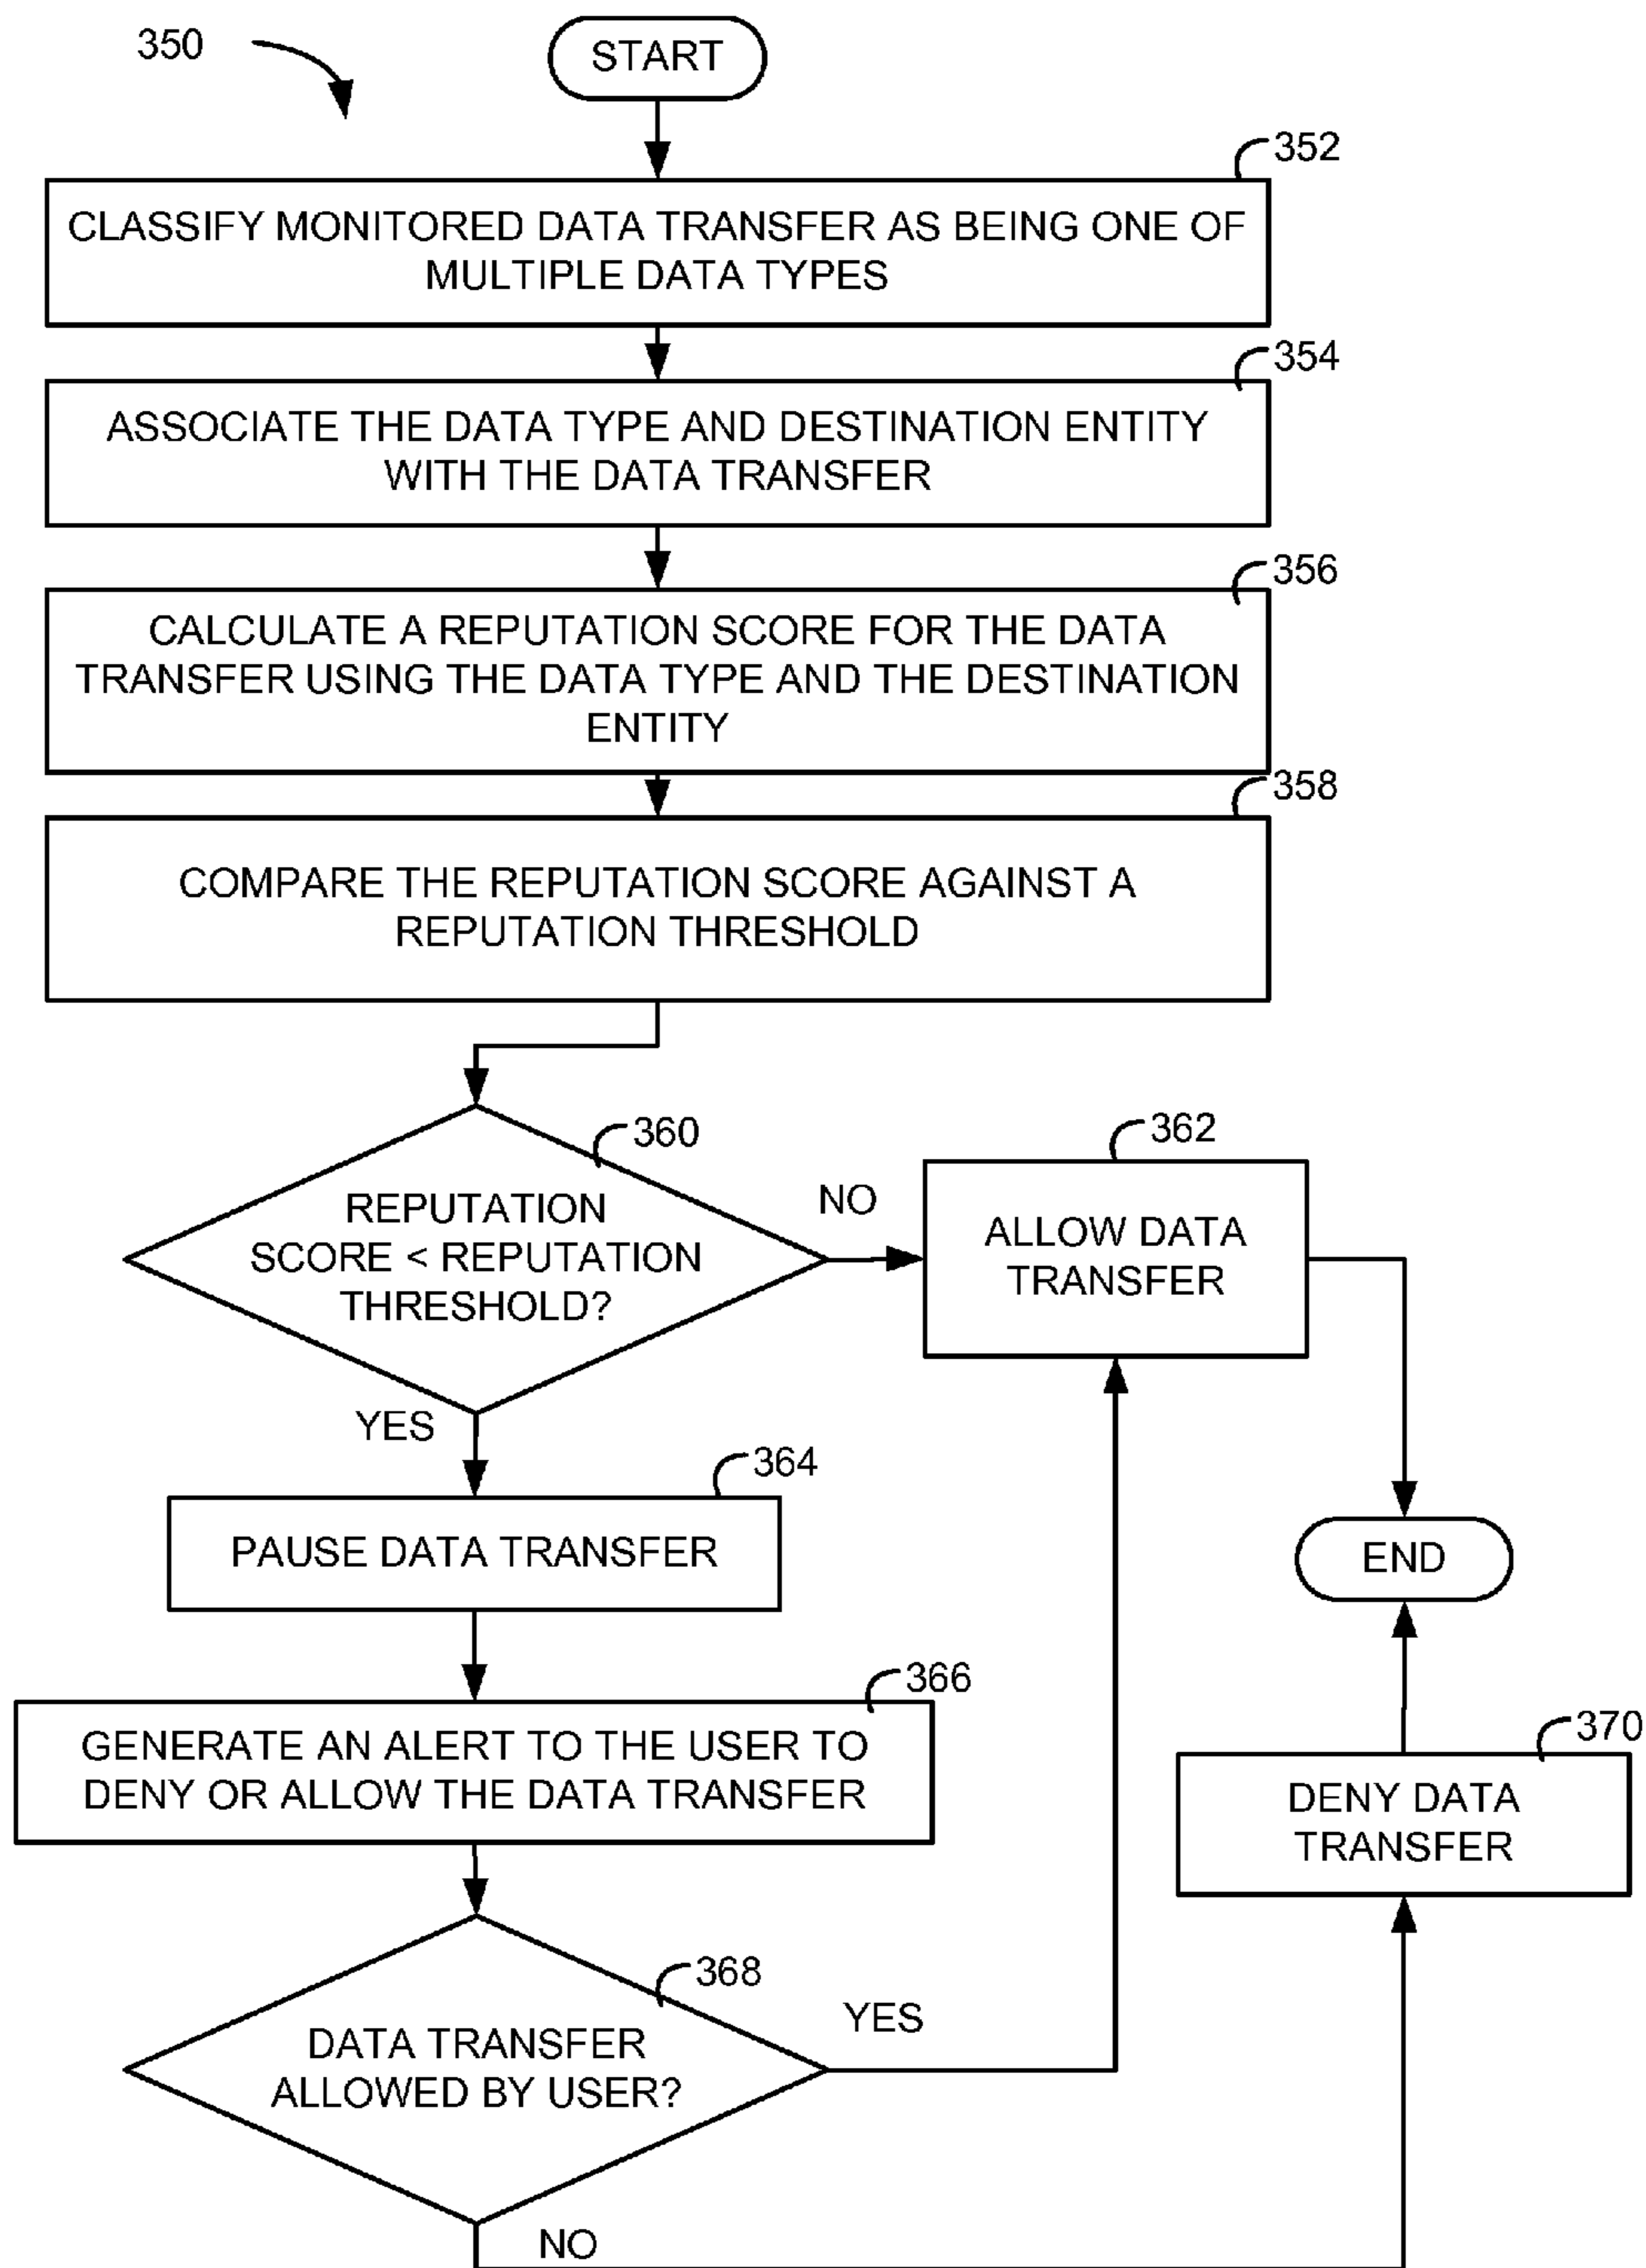 350
START
352
CLASSIFY MONITORED DATA TRANSFER AS BEING ONE OF
MULTIPLE DATA TYPES
354
ASSOCIATE THE DATA TYPE AND DESTINATION ENTITY
WITH THE DATA TRANSFER
356
CALCULATE A REPUTATION SCORE FOR THE DATA
TRANSFER USING THE DATA TYPE AND THE DESTINATION
ENTITY
358
COMPARE THE REPUTATION SCORE AGAINST A
REPUTATION THRESHOLD
360
REPUTATION
SCORE < REPUTATION
THRESHOLD?
NO
362
ALLOW DATA
TRANSFER
YES
364
PAUSE DATA TRANSFER
END
366
GENERATE AN ALERT TO THE USER TO
DENY OR ALLOW THE DATA TRANSFER
370
DENY DATA
TRANSFER
368
DATA TRANSFER
ALLOWED BY USER?
YES
NO